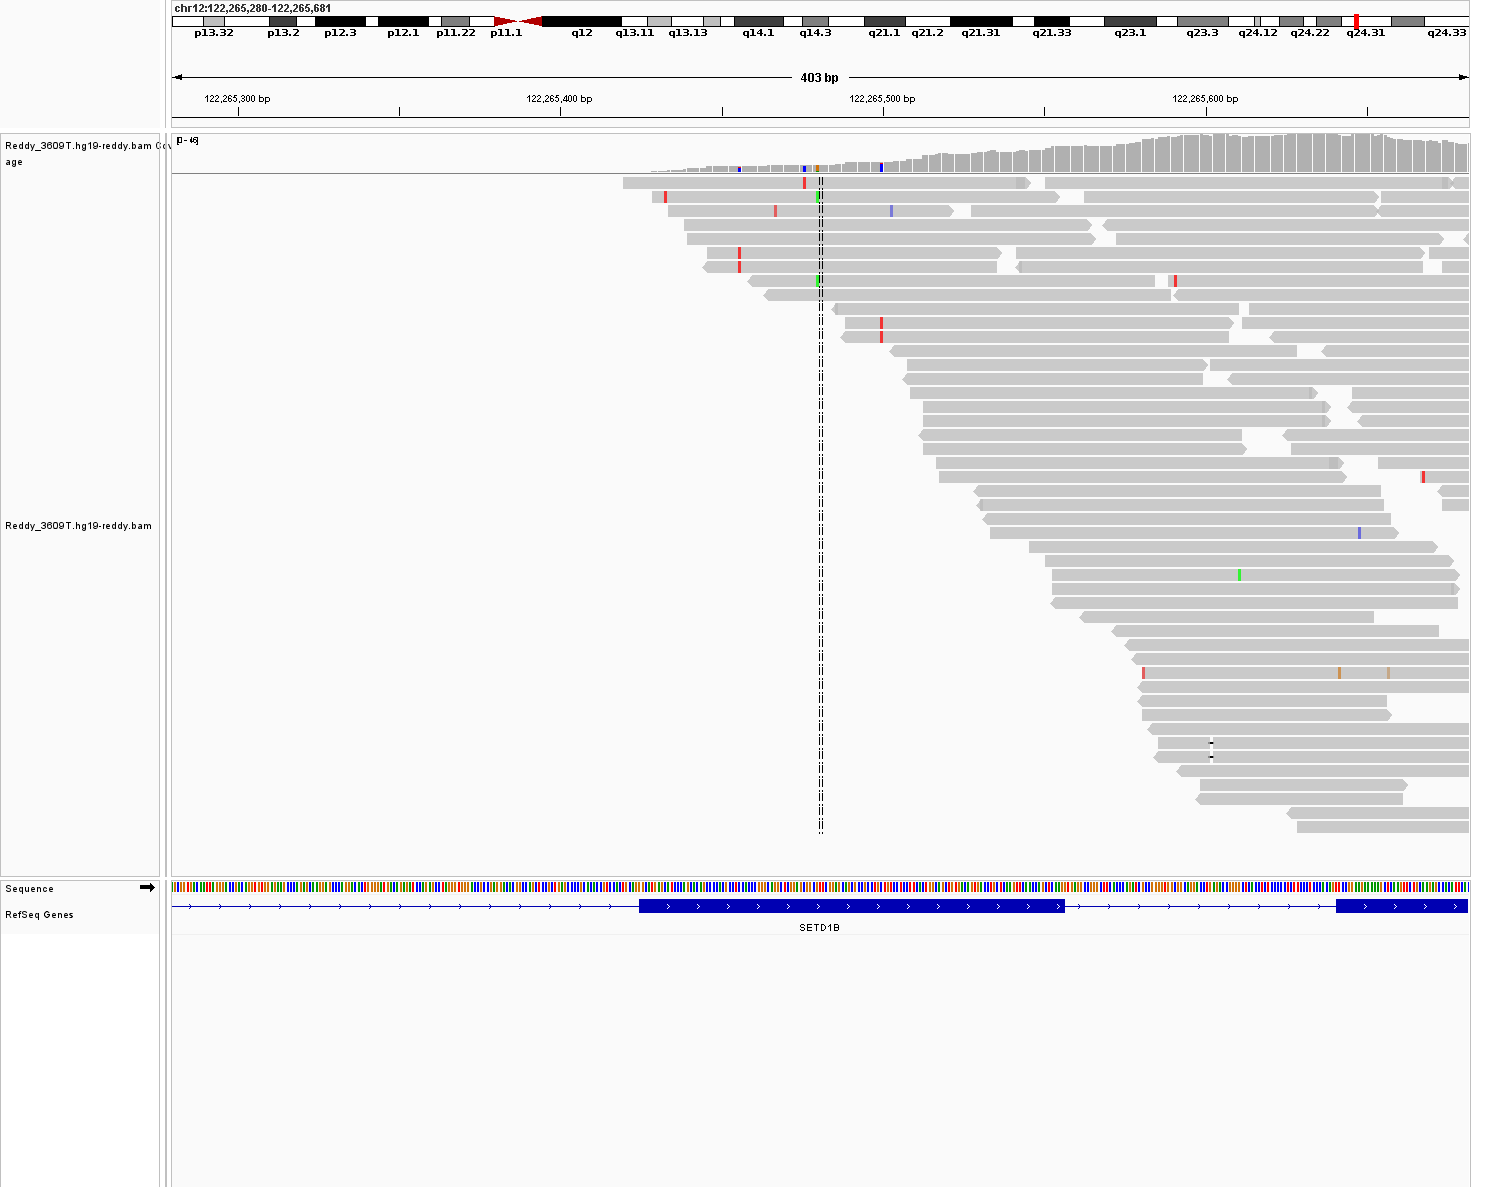 chr12:122,265,280-122,265,681
p13.32 p13.2 p12.3 p12.1 p11.22 p11.1 q12 q13.11 q13.13 q14.1 q14.3 q21.1 q21.2 q21.31 q21.33 q23.1 q23.3 q24.12 q24.22 q24.31 q24.33
403 bp
122,265,300 bp 122,265,400 bp 122,265,500 bp 122,265,600 bp
[0 - 46]
Reddy_3609T.hg19-reddy.bam Cov
age
Reddy_3609T.hg19-reddy.bam
Sequence
RefSeq Genes
SETD1B